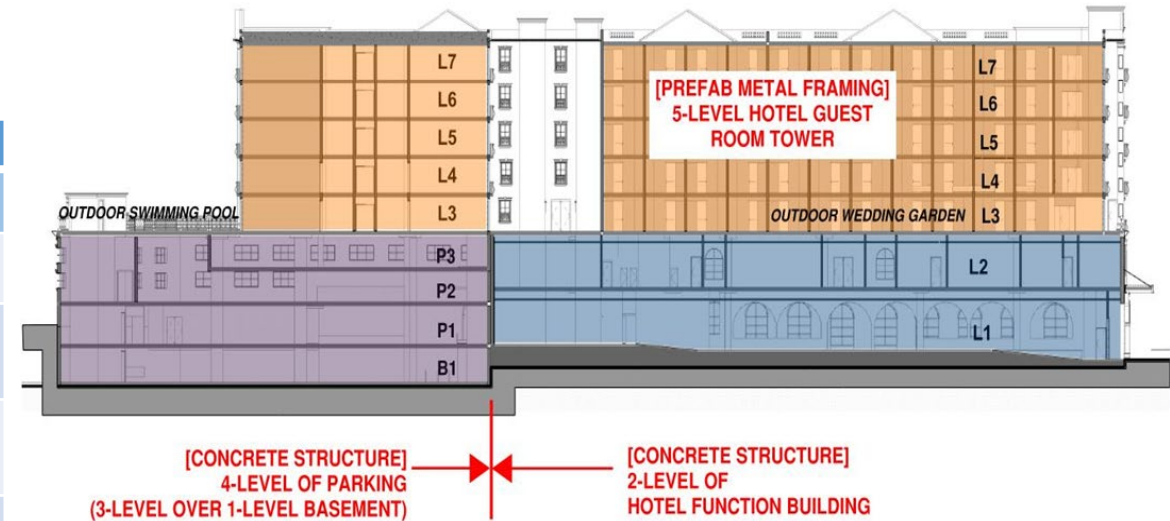 L7
L6
L5
L4
L3
[PREFAB METAL FRAMING]
5-LEVEL HOTEL GUEST
ROOM TOWER
L7
L6
L5
L4
L3
OUTDOOR SWIMMING POOL
OUTDOOR WEDDING GARDEN
P3
P2
P1
B1
L2
L1
[CONCRETE STRUCTURE]
4-LEVEL OF PARKING
(3-LEVEL OVER 1-LEVEL BASEMENT)
[CONCRETE STRUCTURE]
2-LEVEL OF
HOTEL FUNCTION BUILDING